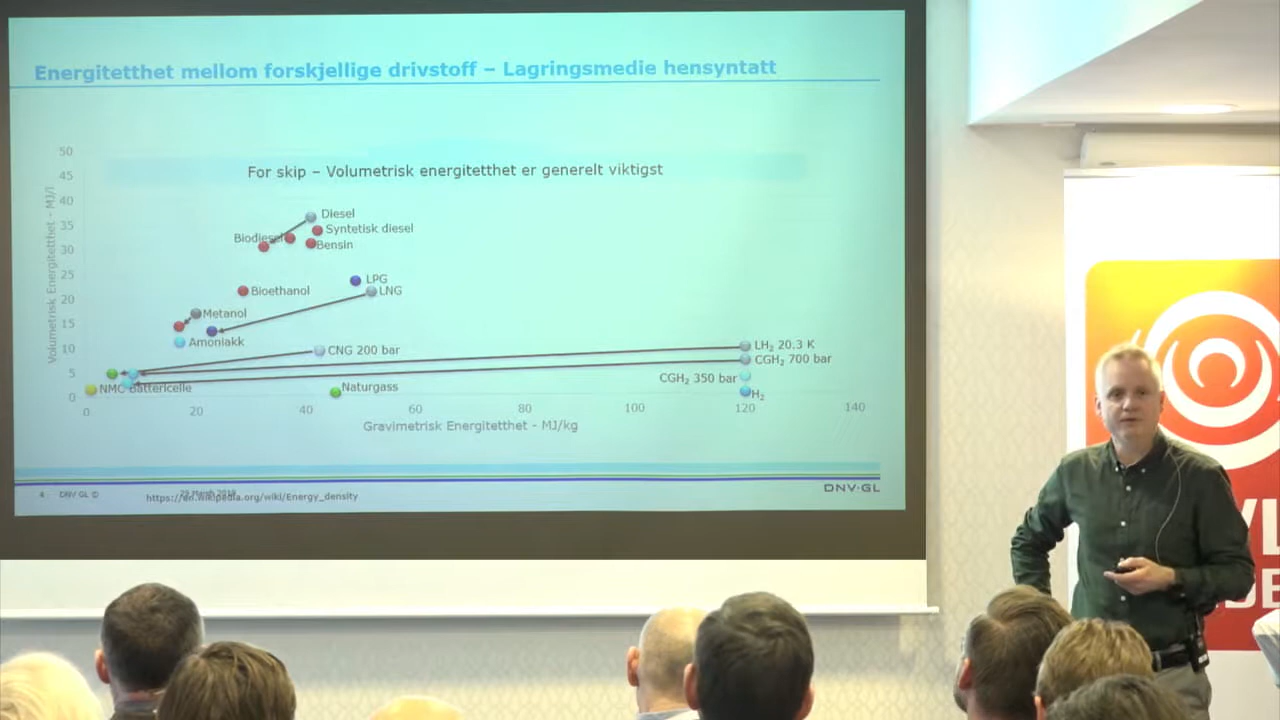 Energitetthet mellom forskjellige drivstoff – Lagringsmedie hensyntatt
For skip – Volumetrisk energitetthet er generelt viktigst
Volumetrisk Energitetthet - MJ/l
50
45
40
35
30
25
20
15
10
5
0
Diesel
Syntetisk diesel
Biodiesel
Bensin
LPG
LNG
Bioethanol
Metanol
Amoniakk
CNG 200 bar
LH₂ 20.3 K
CGH₂ 700 bar
CGH₂ 350 bar
H₂
Naturgass
NMC Battericelle
0 20 40 60 80 100 120 140
Gravimetrisk Energitetthet - MJ/kg
4 DNV GL ©
https://en.wikipedia.org/wiki/Energy_density
DNV·GL